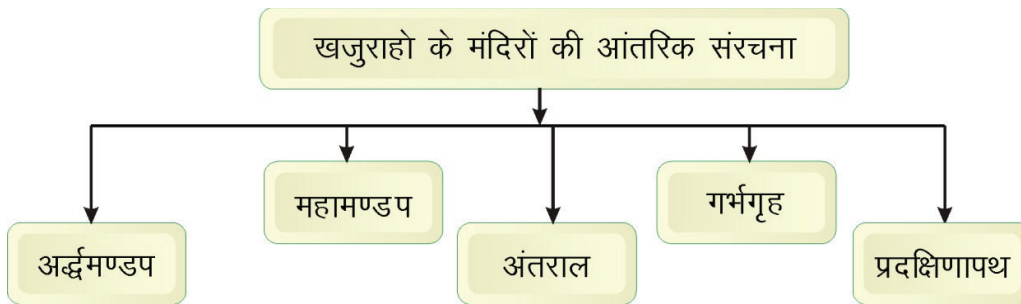 खजुराहो के मंदिरों की आंतरिक संरचना
अर्द्धमण्डप
महामण्डप
अंतराल
गर्भगृह
प्रदक्षिणापथ